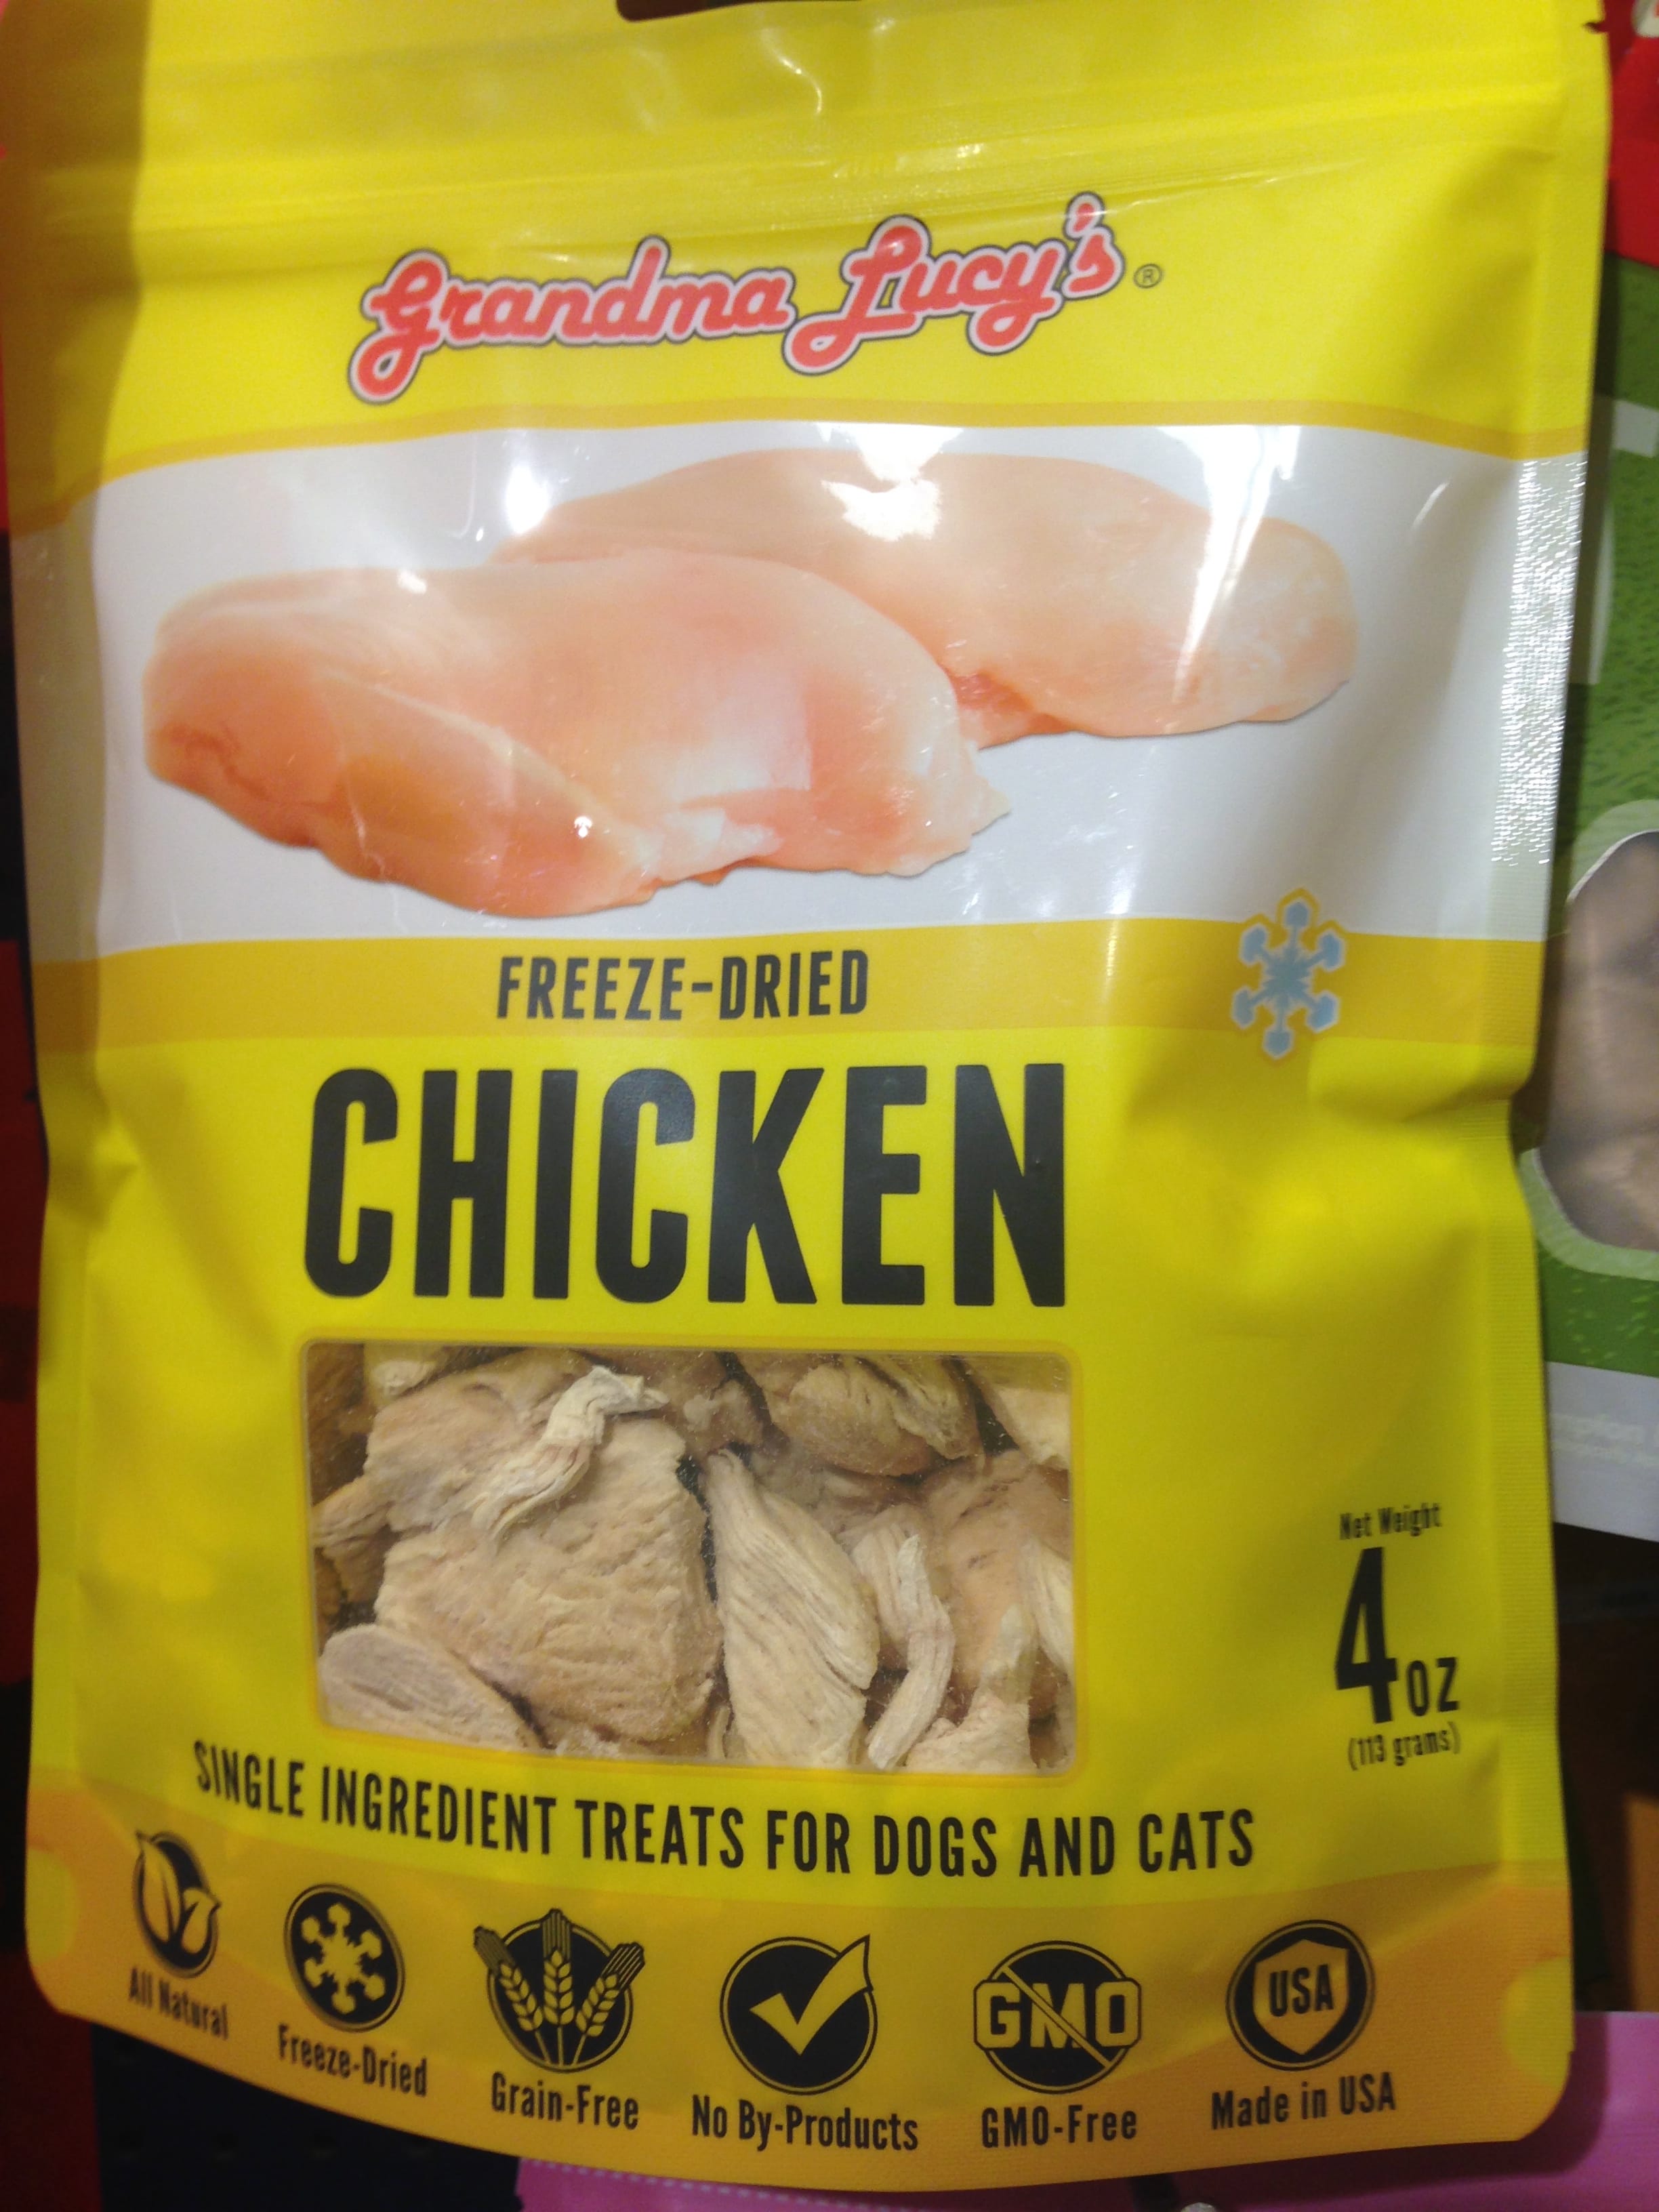 Grandma Lucy's®
FREEZE-DRIED
CHICKEN
Net Weight
4 oz
(113 grams)
SINGLE INGREDIENT TREATS FOR DOGS AND CATS
All Natural
Freeze-Dried
Grain-Free
No By-Products
GMO
GMO-Free
USA
Made in USA